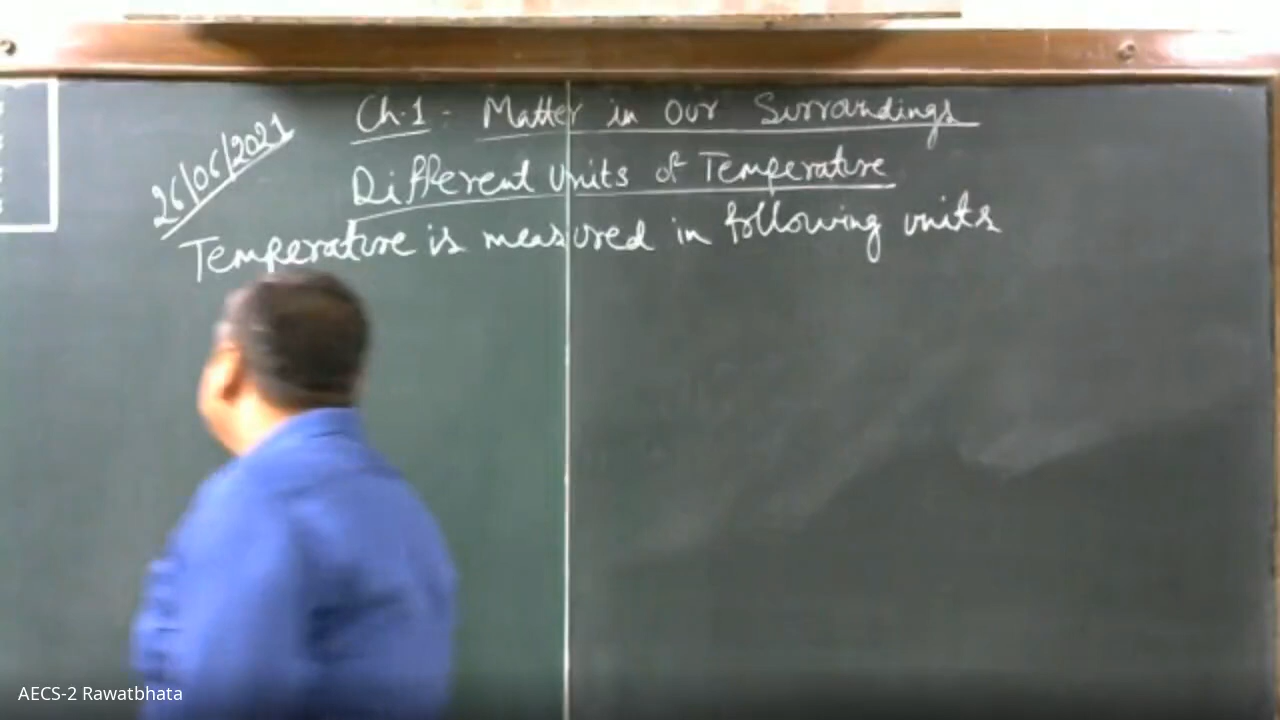 Ch.1 - Matter in Our Surrandings
26/06/2021
Different Units of Temperature
Temperature is measured in following units
AECS-2 Rawatbhata